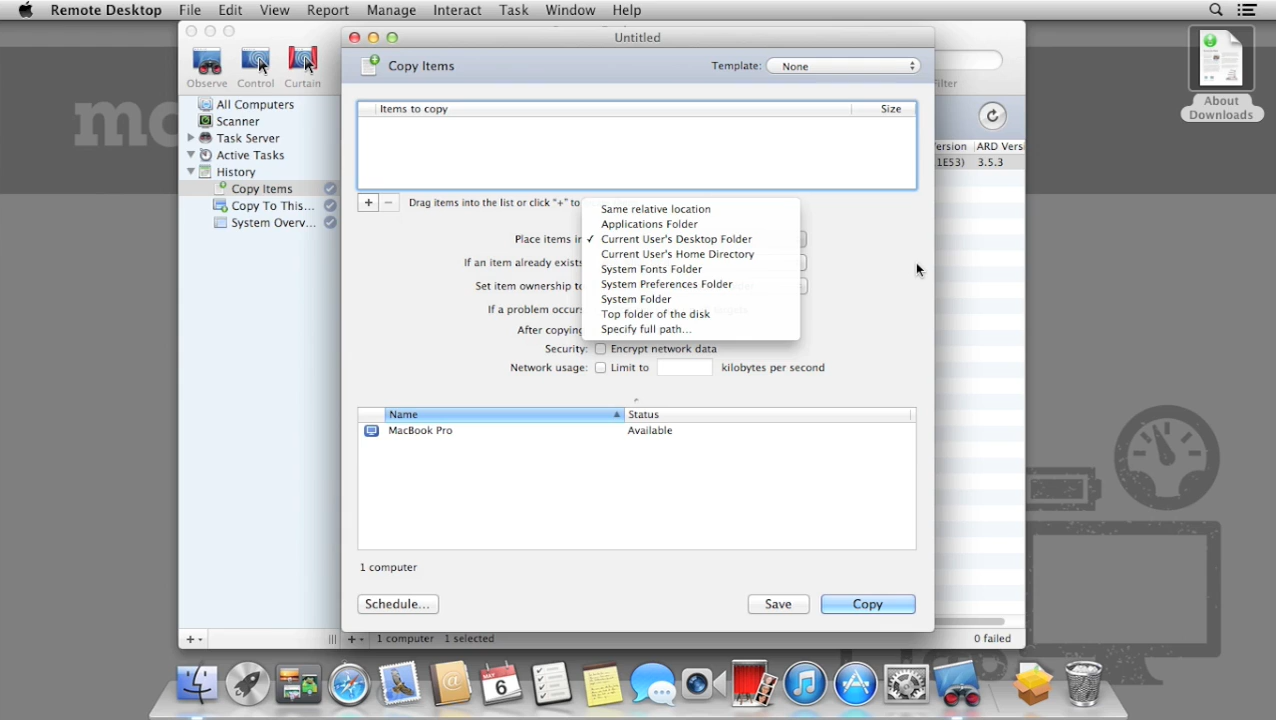 Remote Desktop File Edit View Report Manage Interact Task Window Help
Untitled
Copy Items
Template: None
Observe Control Curtain
All Computers
Scanner
Task Server
Active Tasks
History
Copy Items
Copy To This...
System Overv...
Items to copy Size
Drag items into the list or click "+" to
Place items in
Same relative location
Applications Folder
✓ Current User's Desktop Folder
Current User's Home Directory
System Fonts Folder
System Preferences Folder
System Folder
Top folder of the disk
Specify full path...
If an item already exists
Set item ownership to
If a problem occurs
After copying
Security: Encrypt network data
Network usage: Limit to kilobytes per second
Name Status
MacBook Pro Available
1 computer
Schedule... Save Copy
1 computer 1 selected 0 failed
ARD Versi
1E53) 3.5.3
About
Downloads
MAY
6